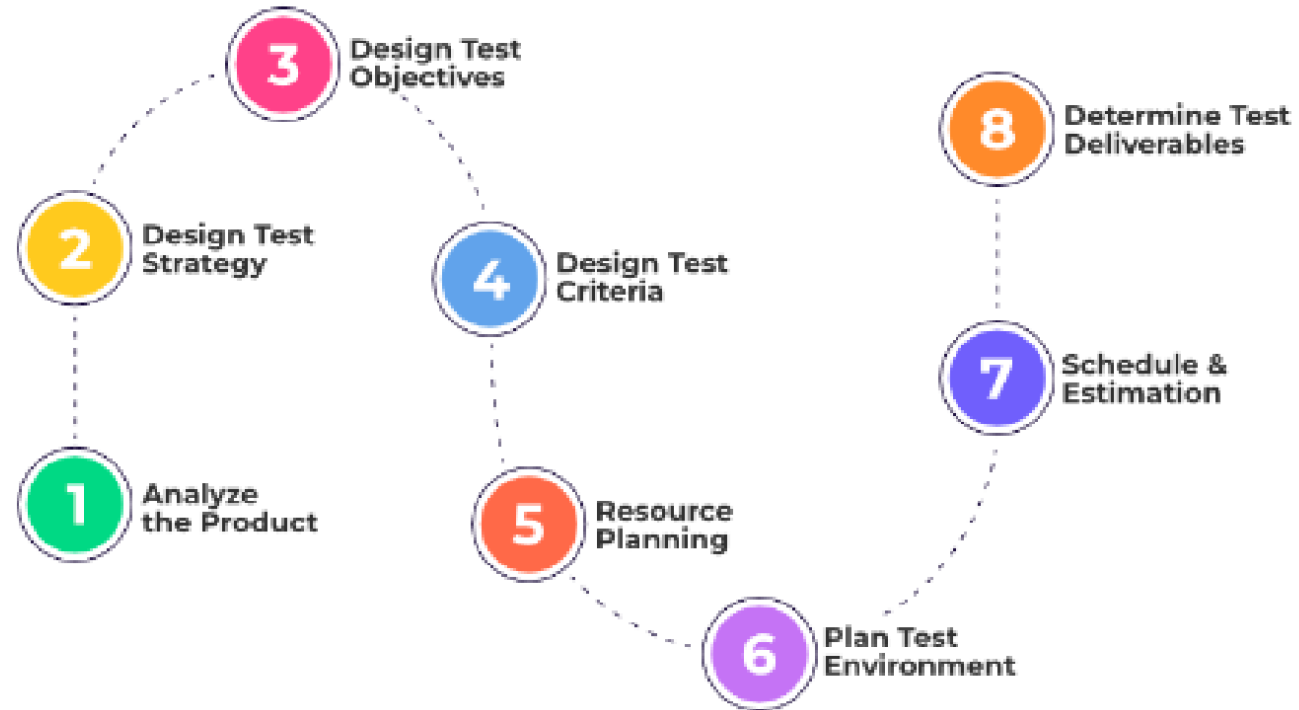 1
Analyze
the Product
2
Design Test
Strategy
3
Design Test
Objectives
4
Design Test
Criteria
5
Resource
Planning
6
Plan Test
Environment
7
Schedule &
Estimation
8
Determine Test
Deliverables